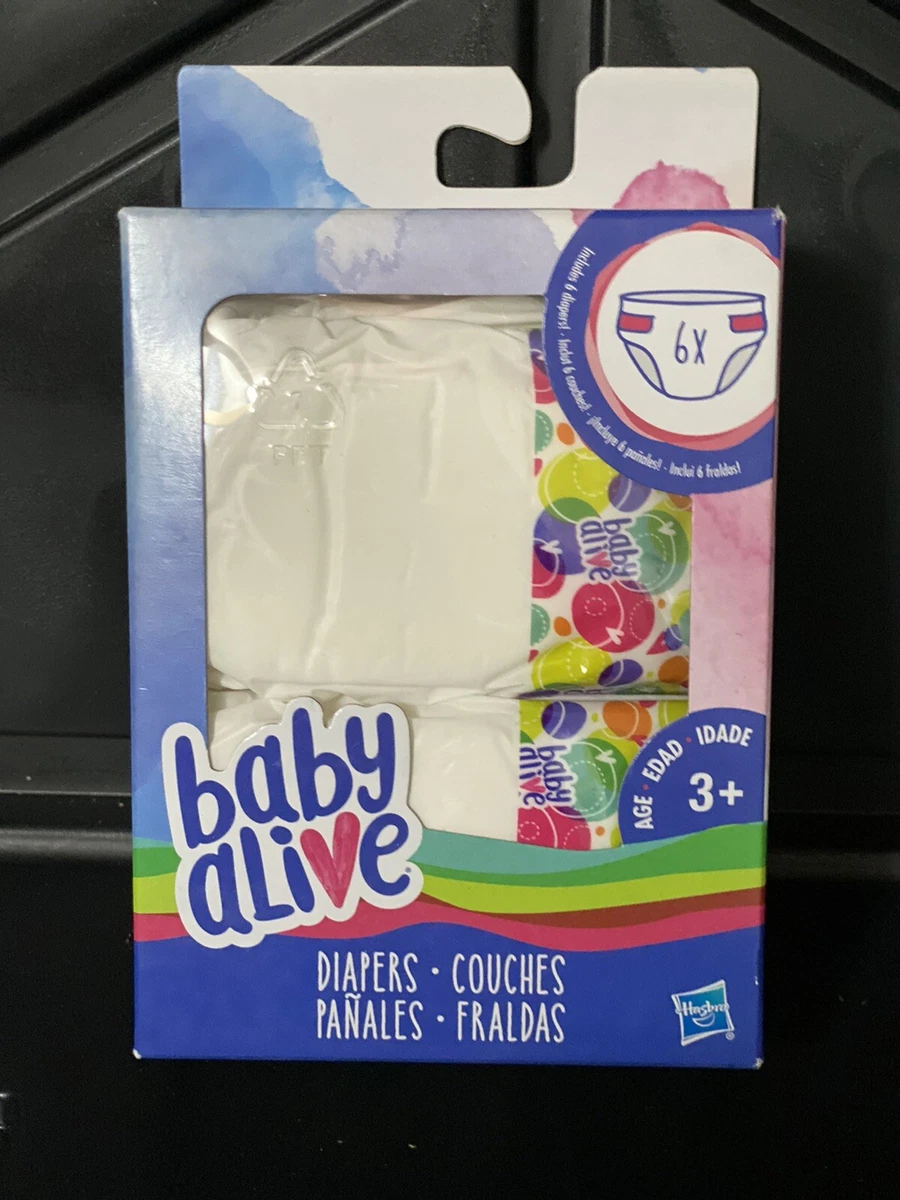 Includes 6 diapers! · Inclut 6 couches! · ¡Incluye 6 pañales! · Inclui 6 fraldas!
6X
baby
alive
baby
alive
AGE · EDAD · IDADE
3+
baby
alive
DIAPERS · COUCHES
PAÑALES · FRALDAS
Hasbro
®